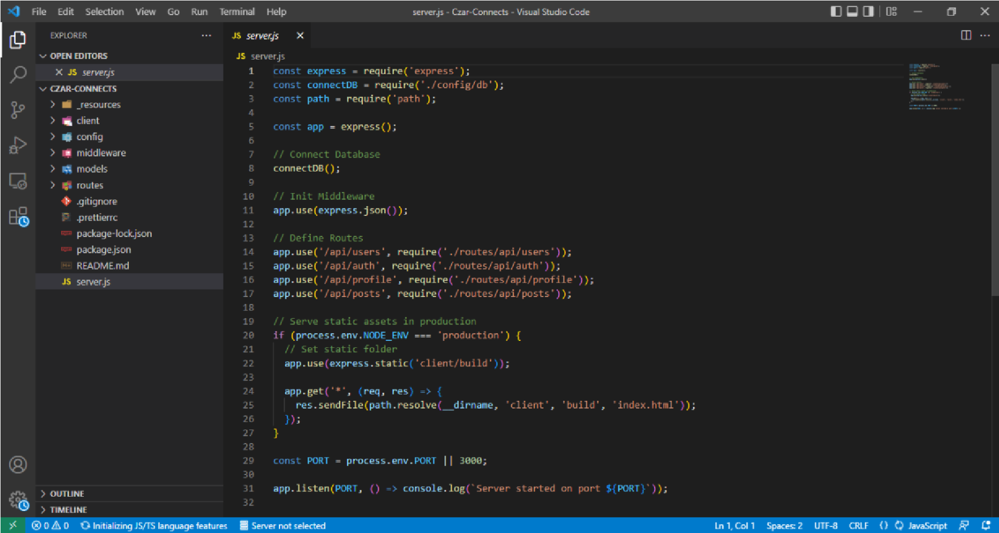 File Edit Selection View Go Run Terminal Help
server.js - Czar-Connects - Visual Studio Code
EXPLORER
OPEN EDITORS
JS server.js
CZAR-CONNECTS
_resources
client
config
middleware
models
routes
.gitignore
.prettierrc
package-lock.json
package.json
README.md
JS server.js
OUTLINE
TIMELINE
JS server.js
JS server.js
1 const express = require('express');
2 const connectDB = require('./config/db');
3 const path = require('path');
4
5 const app = express();
6
7 // Connect Database
8 connectDB();
9
10 // Init Middleware
11 app.use(express.json());
12
13 // Define Routes
14 app.use('/api/users', require('./routes/api/users'));
15 app.use('/api/auth', require('./routes/api/auth'));
16 app.use('/api/profile', require('./routes/api/profile'));
17 app.use('/api/posts', require('./routes/api/posts'));
18
19 // Serve static assets in production
20 if (process.env.NODE_ENV === 'production') {
21 // Set static folder
22 app.use(express.static('client/build'));
23
24 app.get('*', (req, res) => {
25 res.sendFile(path.resolve(__dirname, 'client', 'build', 'index.html'));
26 });
27 }
28
29 const PORT = process.env.PORT || 3000;
30
31 app.listen(PORT, () => console.log(`Server started on port ${PORT}`));
32
0 0 Initializing JS/TS language features Server not selected
Ln 1, Col 1 Spaces: 2 UTF-8 CRLF {} JavaScript